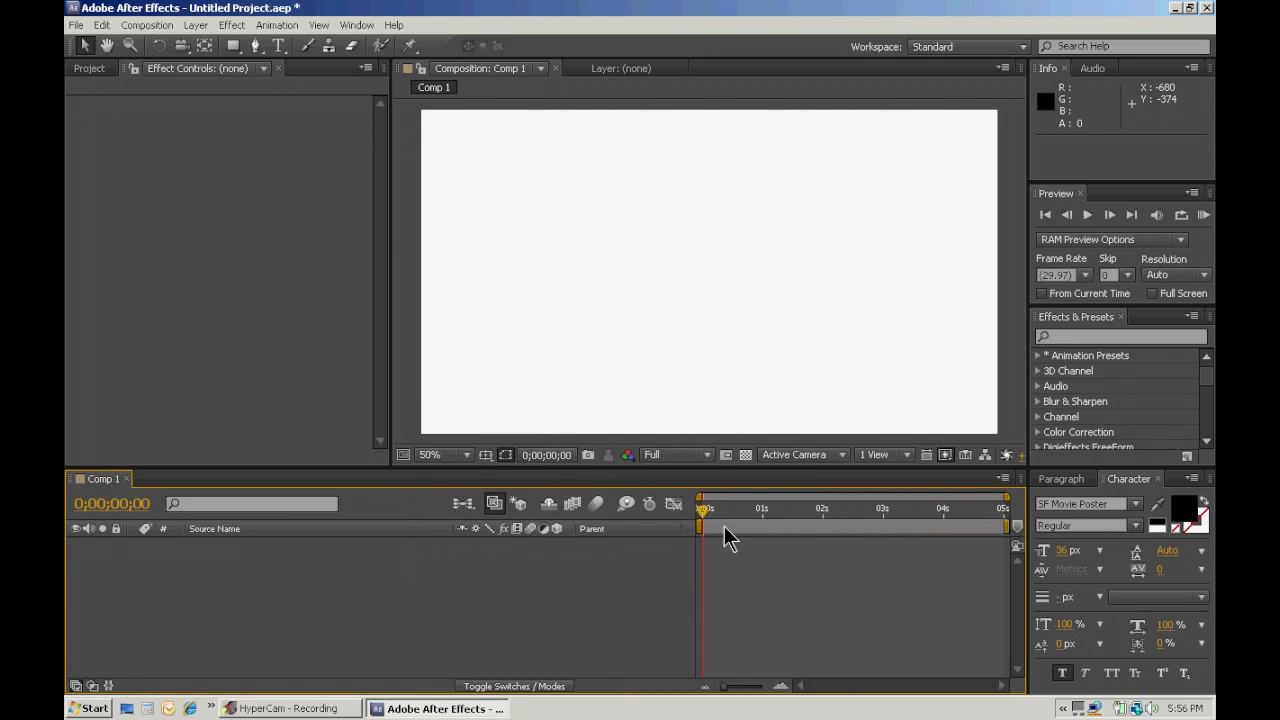 Adobe After Effects - Untitled Project.aep *
File Edit Composition Layer Effect Animation View Window Help
Workspace: Standard Search Help
Project Effect Controls: (none) Composition: Comp 1 Layer: (none) Info Audio
Comp 1
R : X: -680
G : Y: -374
B :
A : 0
Preview
RAM Preview Options
Frame Rate Skip Resolution
(29.97) 0 Auto
From Current Time Full Screen
Effects & Presets
* Animation Presets
3D Channel
Audio
Blur & Sharpen
Channel
Color Correction
Digieffects FreeForm
50% 0;00;00;00 Full Active Camera 1 View
Comp 1 Paragraph Character
0;00;00;00 01s 02s 03s 04s 05s SF Movie Poster
# Source Name fx Parent Regular
36 px Auto
Metrics 0
- px
100 % 100 %
0 px 0 %
T T TT Tr T¹ T,
Toggle Switches / Modes
Start HyperCam - Recording Adobe After Effects - ... 5:56 PM